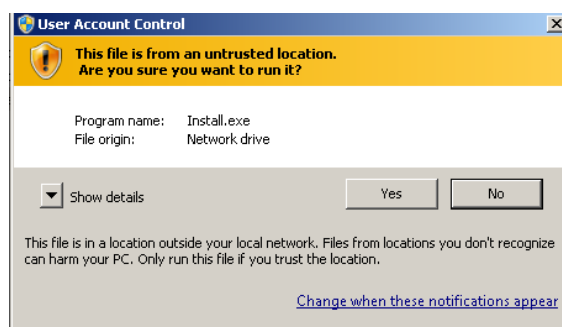 User Account Control
This file is from an untrusted location.
Are you sure you want to run it?
Program name: Install.exe
File origin: Network drive
Show details
Yes
No
This file is in a location outside your local network. Files from locations you don't recognize
can harm your PC. Only run this file if you trust the location.
Change when these notifications appear